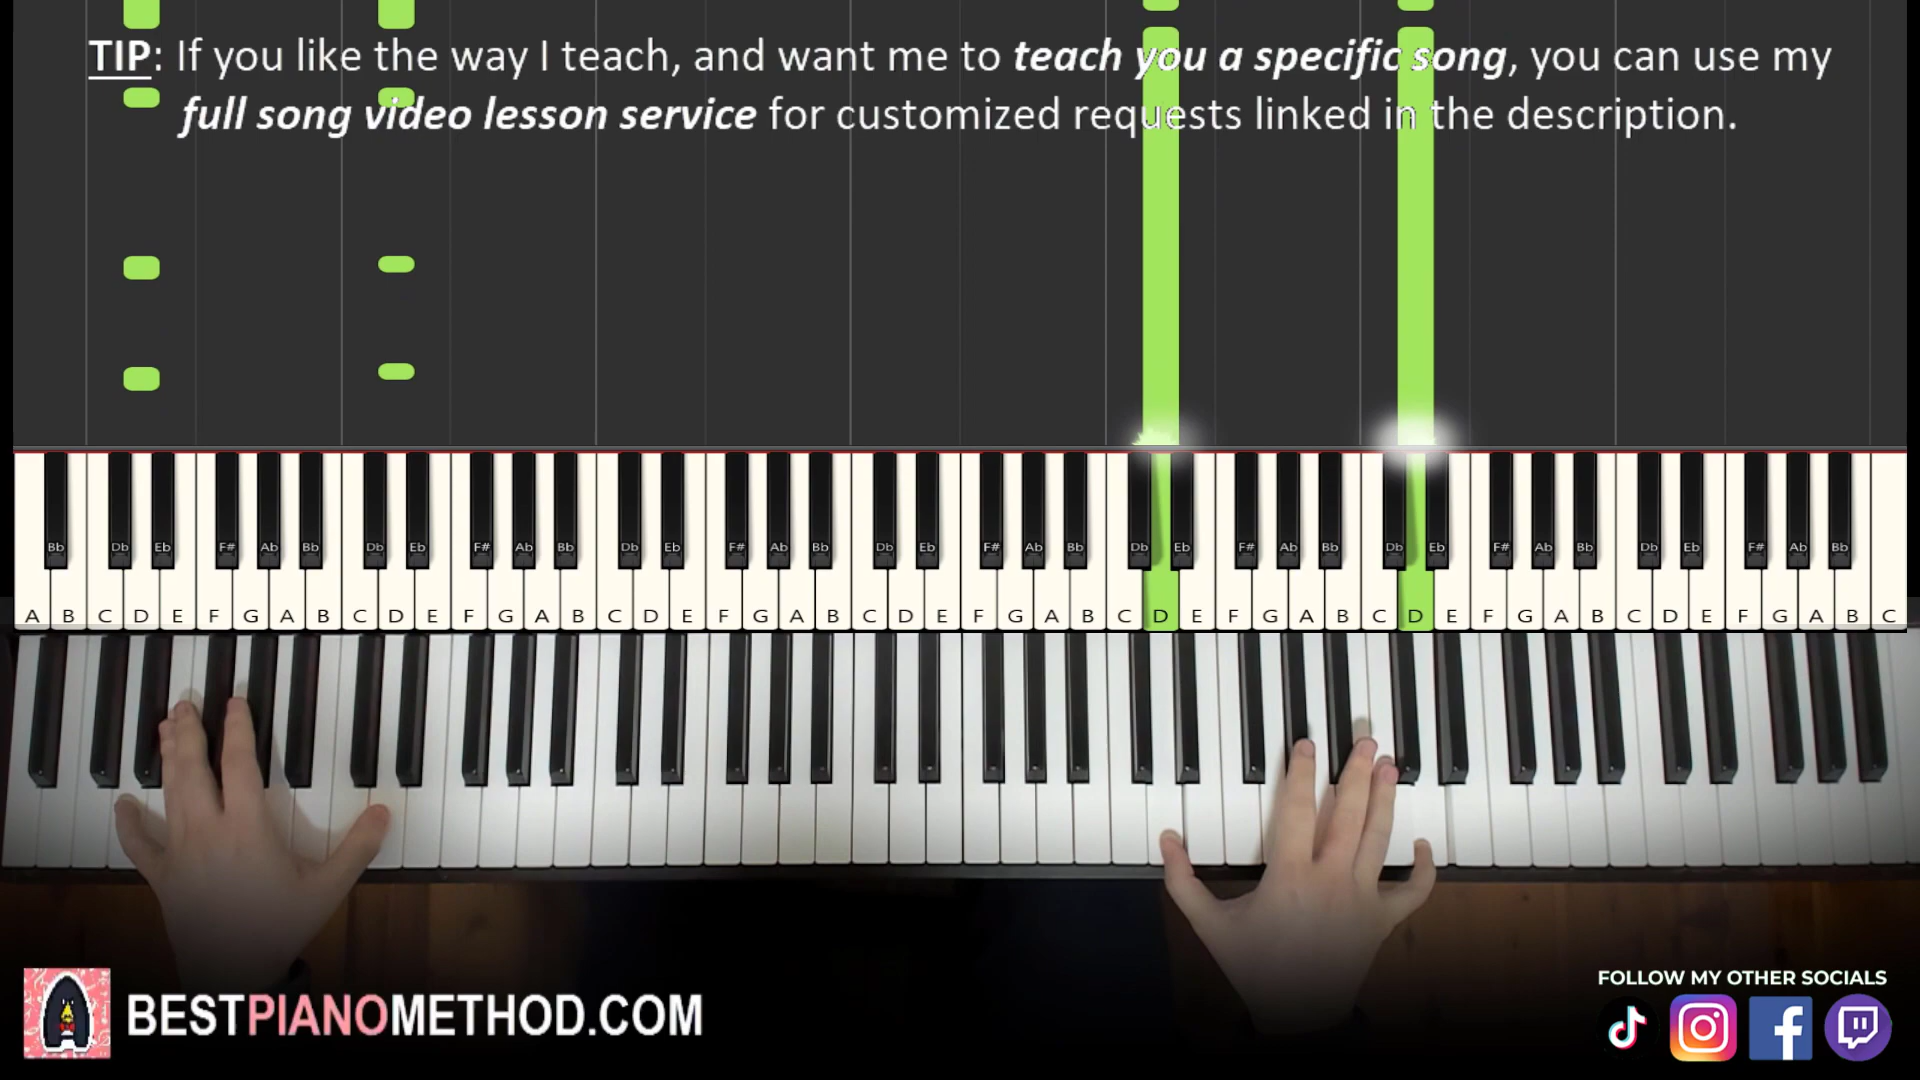 TIP: If you like the way I teach, and want me to teach you a specific song, you can use my
full song video lesson service for customized requests linked in the description.
Bb Db Eb F# Ab Bb Db Eb F# Ab Bb Db Eb F# Ab Bb Db Eb F# Ab Bb Db Eb F# Ab Bb Db Eb F# Ab Bb Db Eb F# Ab Bb
A B C D E F G A B C D E F G A B C D E F G A B C D E F G A B C D E F G A B C D E F G A B C D E F G A B C
FOLLOW MY OTHER SOCIALS
BESTPIANOMETHOD.COM